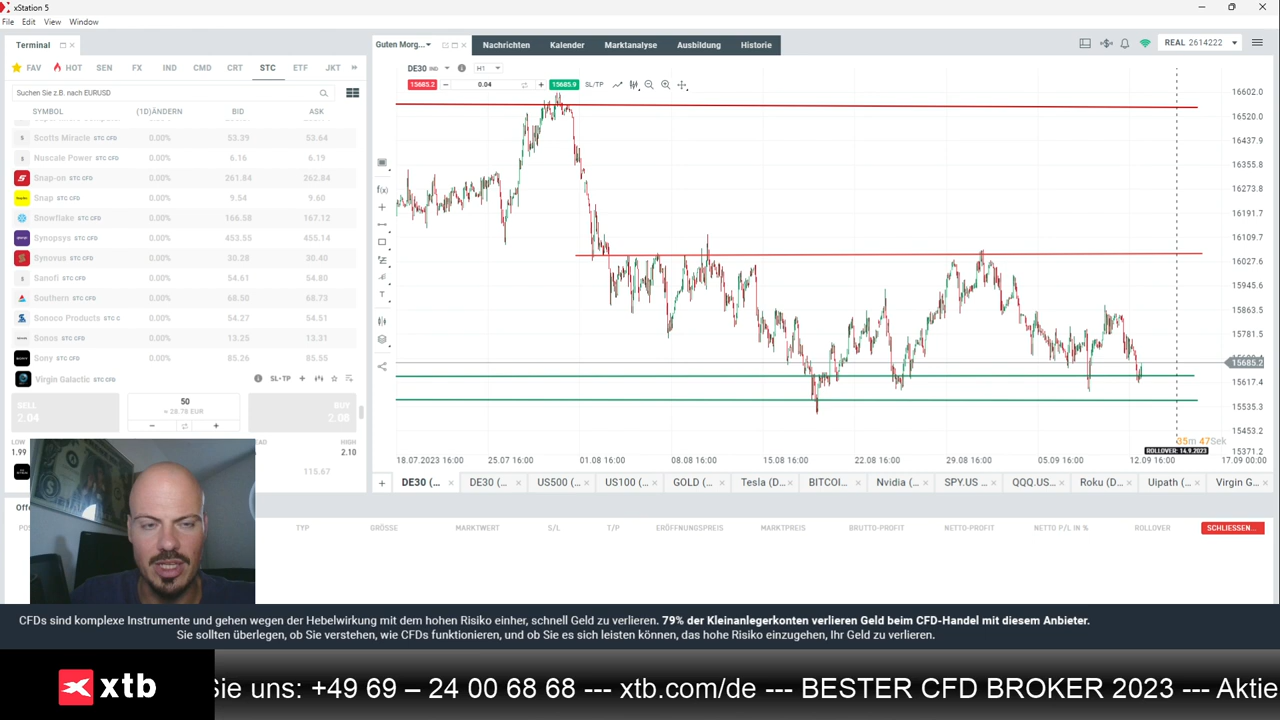 xStation 5
File Edit View Window
Terminal
Guten Morg...
Nachrichten Kalender Marktanalyse Ausbildung Historie
REAL 2614222
FAV HOT SEN FX IND CMD CRT STC ETF JKT
DE30 IND H1
15685.2 0.04 15685.9 SL/TP
Suchen Sie z.B. nach EURUSD
SYMBOL (1D)ÄNDERN BID ASK
Scotts Miracle STC CFD 0.00% 53.39 53.64
Nuscale Power STC CFD 0.00% 6.16 6.19
Snap-on STC CFD 0.00% 261.84 262.84
Snap STC CFD 0.00% 9.54 9.60
Snowflake STC CFD 0.00% 166.58 167.12
Synopsys STC CFD 0.00% 453.55 455.14
Synovus STC CFD 0.00% 30.28 30.40
Sanofi STC CFD 0.00% 54.61 54.80
Southern STC CFD 0.00% 68.50 68.73
Sonoco Products STC C 0.00% 54.27 54.51
Sonos STC CFD 0.00% 13.25 13.31
Sony STC CFD 0.00% 85.26 85.55
Virgin Galactic STC CFD SL•TP
SELL 50 BUY
2.04 ≈ 28.78 EUR 2.08
LOW HIGH
1.99 2.10
115.67
16602.0
16520.0
16437.9
16355.8
16273.8
16191.7
16109.7
16027.6
15945.6
15863.5
15781.5
15685.2
15617.4
15535.3
15453.2
15371.2
35m 47Sek
ROLLOVER: 14.9.2023
18.07.2023 16:00 25.07 16:00 01.08 16:00 08.08 16:00 15.08 16:00 22.08 16:00 29.08 16:00 05.09 16:00 12.09 16:00 17.09 00:00
DE30 (... DE30 (... US500 (... US100 (... GOLD (... Tesla (D... BITCOI... Nvidia (... SPY.US ... QQQ.US... Roku (D... Uipath (... Virgin G...
TYP GRÖSSE MARKTWERT S/L T/P ERÖFFNUNGSPREIS MARKTPREIS BRUTTO-PROFIT NETTO-PROFIT NETTO P/L IN % ROLLOVER SCHLIESSEN...
CFDs sind komplexe Instrumente und gehen wegen der Hebelwirkung mit dem hohen Risiko einher, schnell Geld zu verlieren. 79% der Kleinanlegerkonten verlieren Geld beim CFD-Handel mit diesem Anbieter.
Sie sollten überlegen, ob Sie verstehen, wie CFDs funktionieren, und ob Sie es sich leisten können, das hohe Risiko einzugehen, Ihr Geld zu verlieren.
xtb
Sie uns: +49 69 – 24 00 68 68 --- xtb.com/de --- BESTER CFD BROKER 2023 --- Aktie